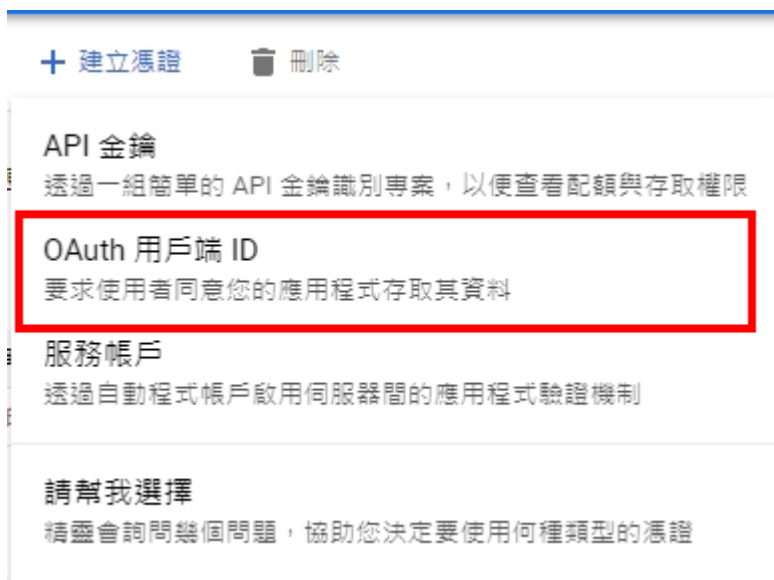 建立憑證 刪除
API 金鑰
透過一組簡單的 API 金鑰識別專案，以便查看配額與存取權限
OAuth 用戶端 ID
要求使用者同意您的應用程式存取其資料
服務帳戶
透過自動程式帳戶啟用伺服器間的應用程式驗證機制
請幫我選擇
精靈會詢問幾個問題，協助您決定要使用何種類型的憑證